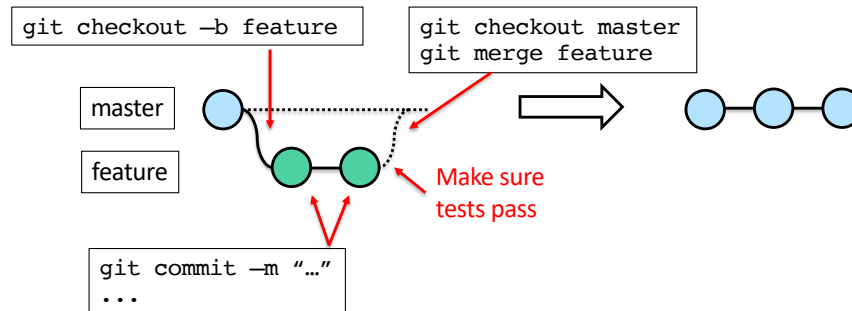 git checkout –b feature
git checkout master
git merge feature
master
feature
Make sure
tests pass
git commit –m “…”
...